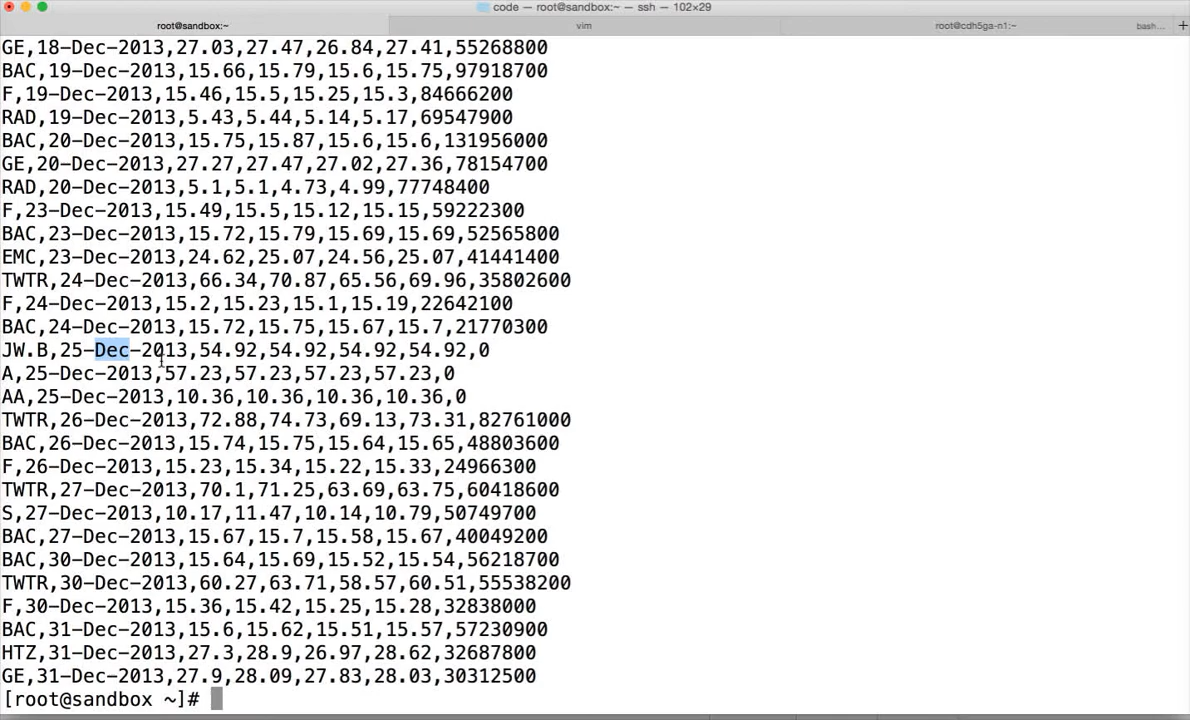 code — root@sandbox:~ — ssh — 102×29
root@sandbox:~ vim root@cdh5ga-n1:~ bash... +
GE,18-Dec-2013,27.03,27.47,26.84,27.41,55268800
BAC,19-Dec-2013,15.66,15.79,15.6,15.75,97918700
F,19-Dec-2013,15.46,15.5,15.25,15.3,84666200
RAD,19-Dec-2013,5.43,5.44,5.14,5.17,69547900
BAC,20-Dec-2013,15.75,15.87,15.6,15.6,131956000
GE,20-Dec-2013,27.27,27.47,27.02,27.36,78154700
RAD,20-Dec-2013,5.1,5.1,4.73,4.99,77748400
F,23-Dec-2013,15.49,15.5,15.12,15.15,59222300
BAC,23-Dec-2013,15.72,15.79,15.69,15.69,52565800
EMC,23-Dec-2013,24.62,25.07,24.56,25.07,41441400
TWTR,24-Dec-2013,66.34,70.87,65.56,69.96,35802600
F,24-Dec-2013,15.2,15.23,15.1,15.19,22642100
BAC,24-Dec-2013,15.72,15.75,15.67,15.7,21770300
JW.B,25-Dec-2013,54.92,54.92,54.92,54.92,0
A,25-Dec-2013,57.23,57.23,57.23,57.23,0
AA,25-Dec-2013,10.36,10.36,10.36,10.36,0
TWTR,26-Dec-2013,72.88,74.73,69.13,73.31,82761000
BAC,26-Dec-2013,15.74,15.75,15.64,15.65,48803600
F,26-Dec-2013,15.23,15.34,15.22,15.33,24966300
TWTR,27-Dec-2013,70.1,71.25,63.69,63.75,60418600
S,27-Dec-2013,10.17,11.47,10.14,10.79,50749700
BAC,27-Dec-2013,15.67,15.7,15.58,15.67,40049200
BAC,30-Dec-2013,15.64,15.69,15.52,15.54,56218700
TWTR,30-Dec-2013,60.27,63.71,58.57,60.51,55538200
F,30-Dec-2013,15.36,15.42,15.25,15.28,32838000
BAC,31-Dec-2013,15.6,15.62,15.51,15.57,57230900
HTZ,31-Dec-2013,27.3,28.9,26.97,28.62,32687800
GE,31-Dec-2013,27.9,28.09,27.83,28.03,30312500
[root@sandbox ~]#